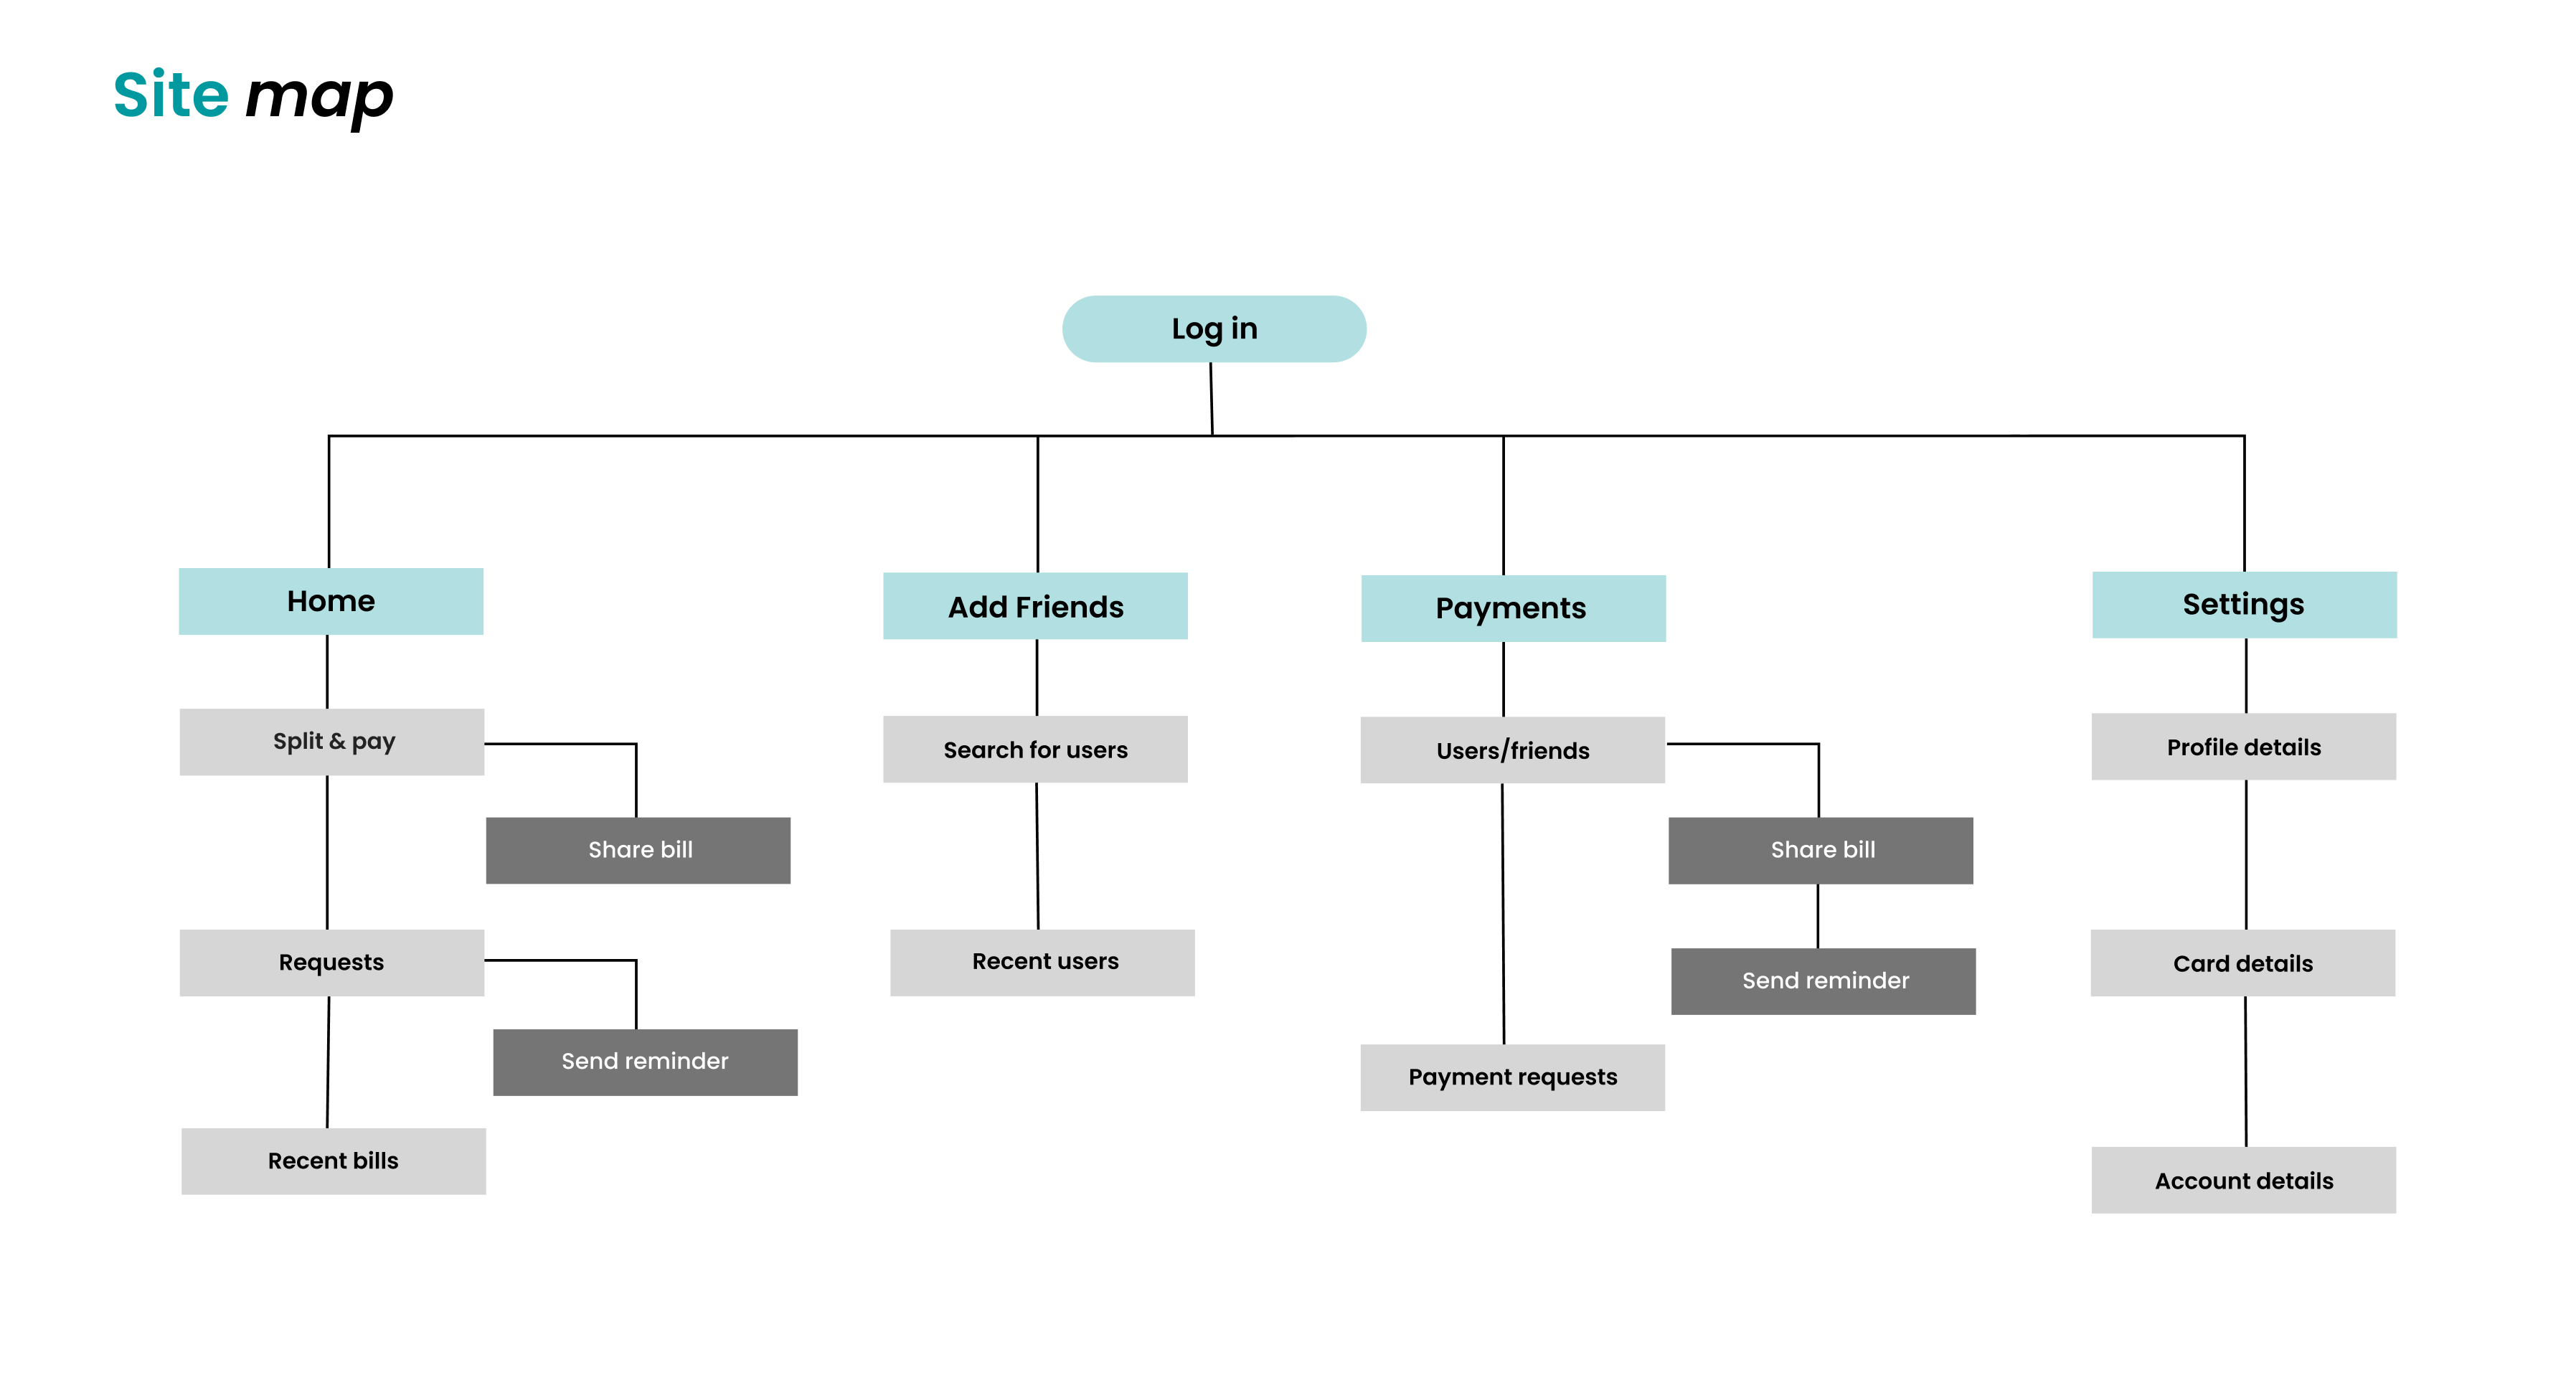 Site map
Log in
Home
Add Friends
Payments
Settings
Split & pay
Search for users
Users/friends
Profile details
Share bill
Share bill
Requests
Recent users
Send reminder
Card details
Send reminder
Payment requests
Recent bills
Account details